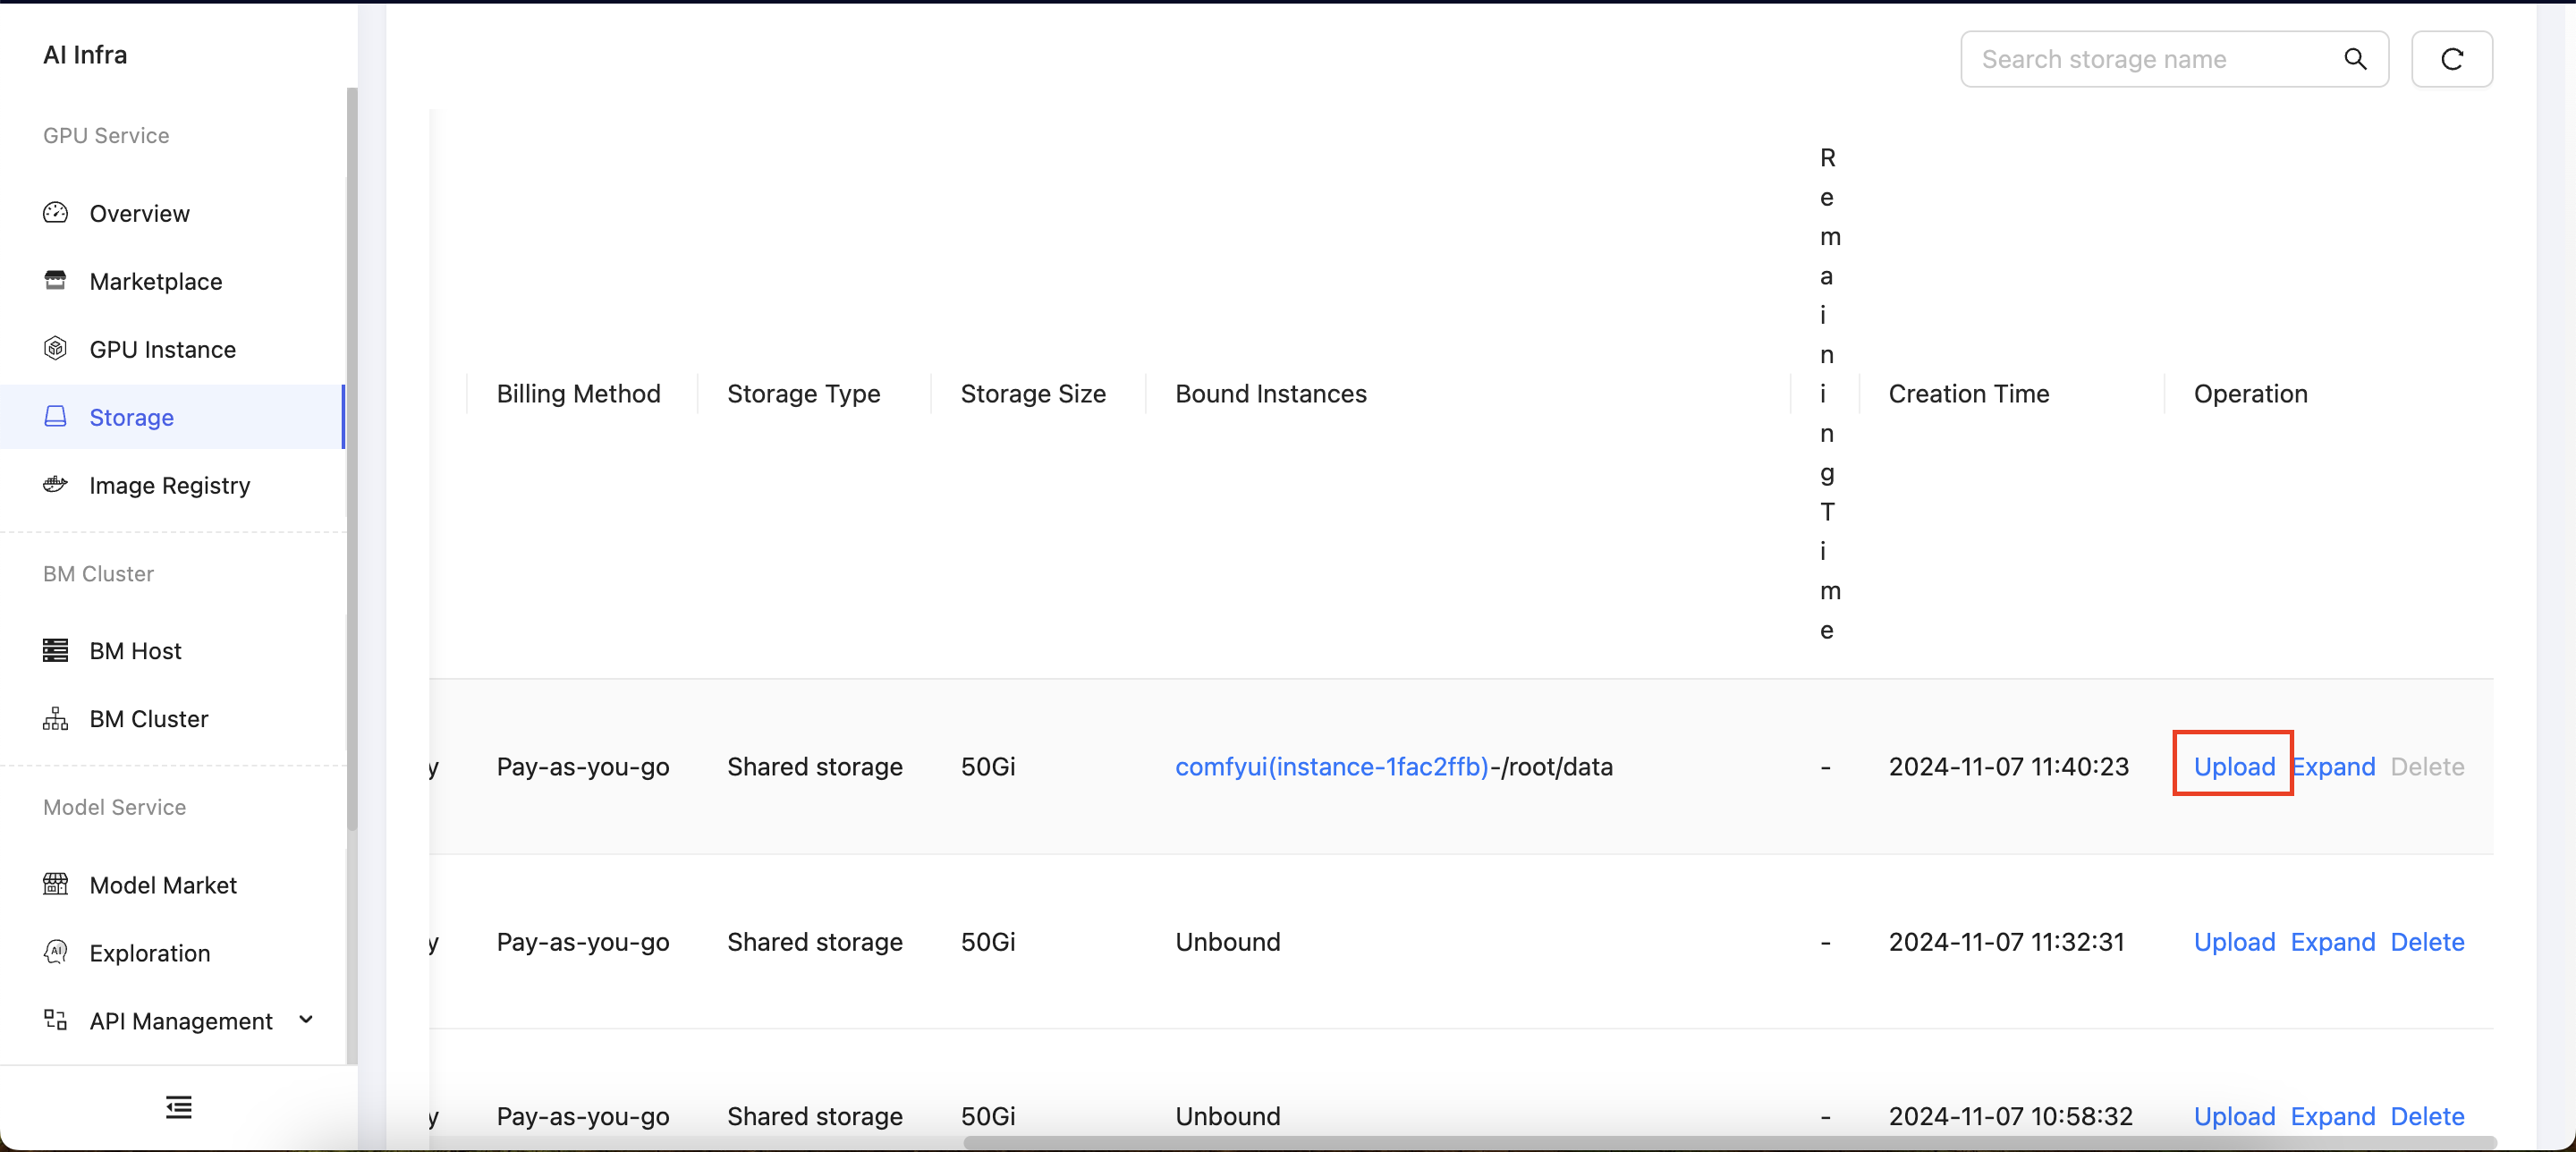 AI Infra
GPU Service
Overview
Marketplace
GPU Instance
Storage
Image Registry
BM Cluster
BM Host
BM Cluster
Model Service
Model Market
Exploration
API Management
Search storage name
Billing Method Storage Type Storage Size Bound Instances Remaining Time Creation Time Operation
y Pay-as-you-go Shared storage 50Gi comfyui(instance-1fac2ffb)-/root/data - 2024-11-07 11:40:23 Upload Expand Delete
y Pay-as-you-go Shared storage 50Gi Unbound - 2024-11-07 11:32:31 Upload Expand Delete
y Pay-as-you-go Shared storage 50Gi Unbound - 2024-11-07 10:58:32 Upload Expand Delete